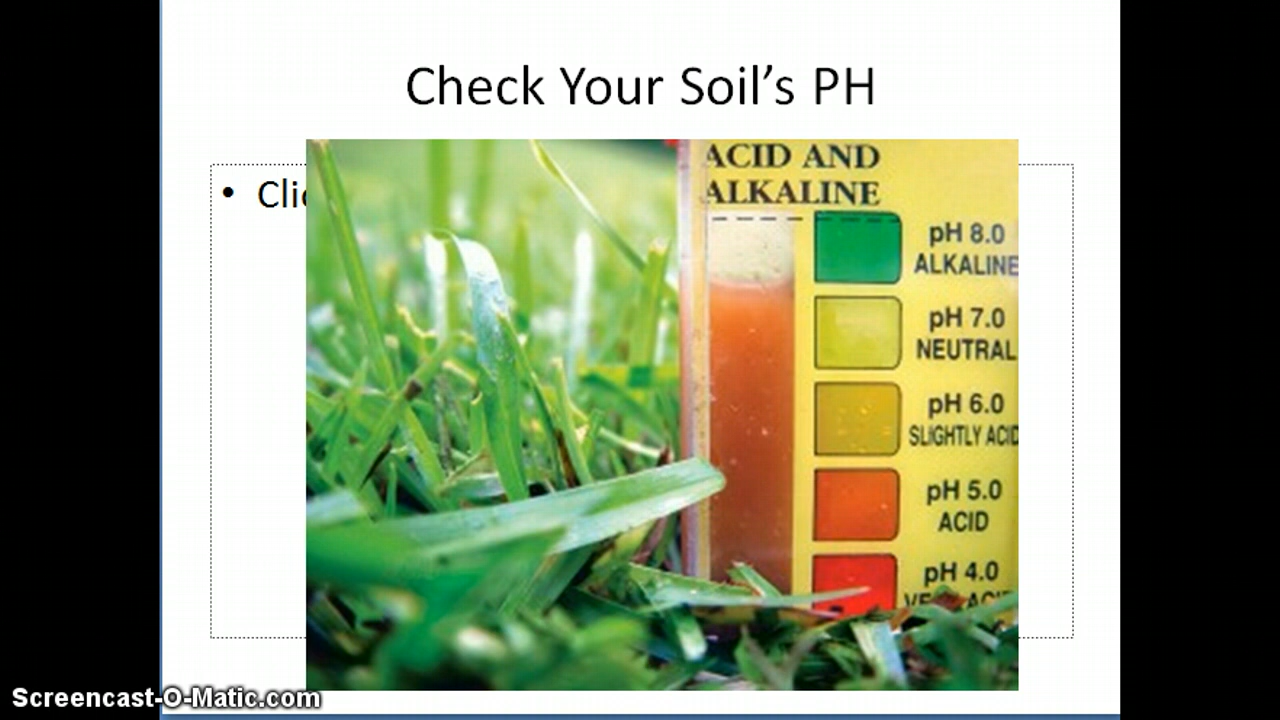 Check Your Soil's PH
• Clic
ACID AND
ALKALINE
pH 8.0
ALKALINE
pH 7.0
NEUTRAL
pH 6.0
SLIGHTLY ACID
pH 5.0
ACID
pH 4.0
Screencast-O-Matic.com